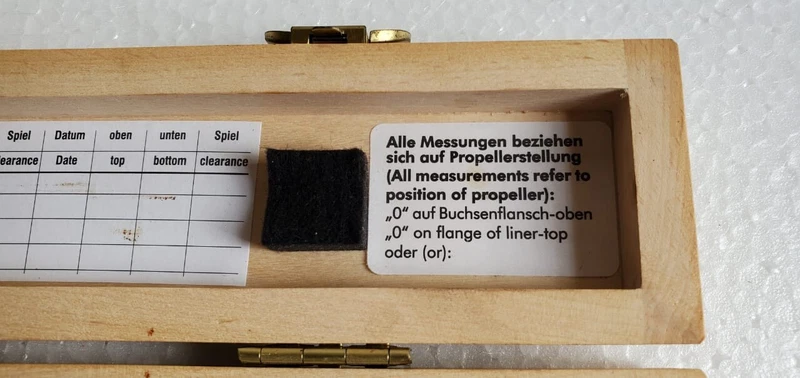 Spiel Datum oben unten Spiel
Date top bottom clearance
Alle Messungen beziehen
sich auf Propellerstellung
(All measurements refer to
position of propeller):
„0“ auf Buchsenflansch-oben
„0“ on flange of liner-top
oder (or):